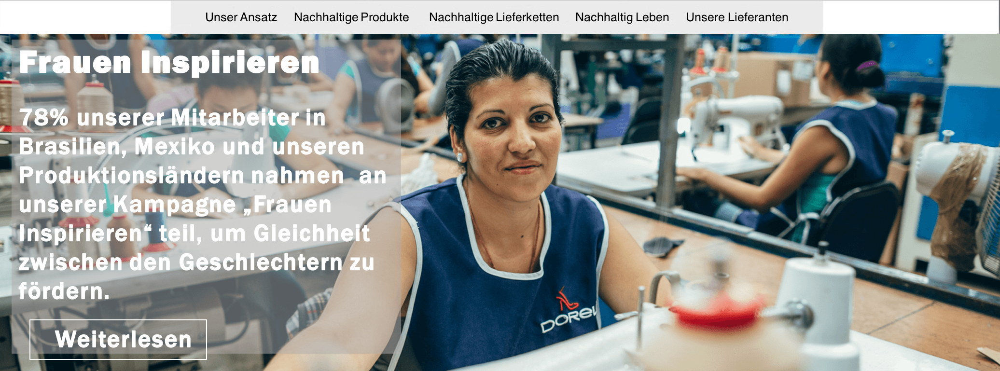 Unser Ansatz Nachhaltige Produkte Nachhaltige Lieferketten Nachhaltig Leben Unsere Lieferanten
Frauen Inspirieren
78% unserer Mitarbeiter in
Brasilien, Mexiko und unseren
Produktionsländern nahmen an
unserer Kampagne „Frauen
Inspirieren“ teil, um Gleichheit
zwischen den Geschlechtern zu
fördern.
Weiterlesen